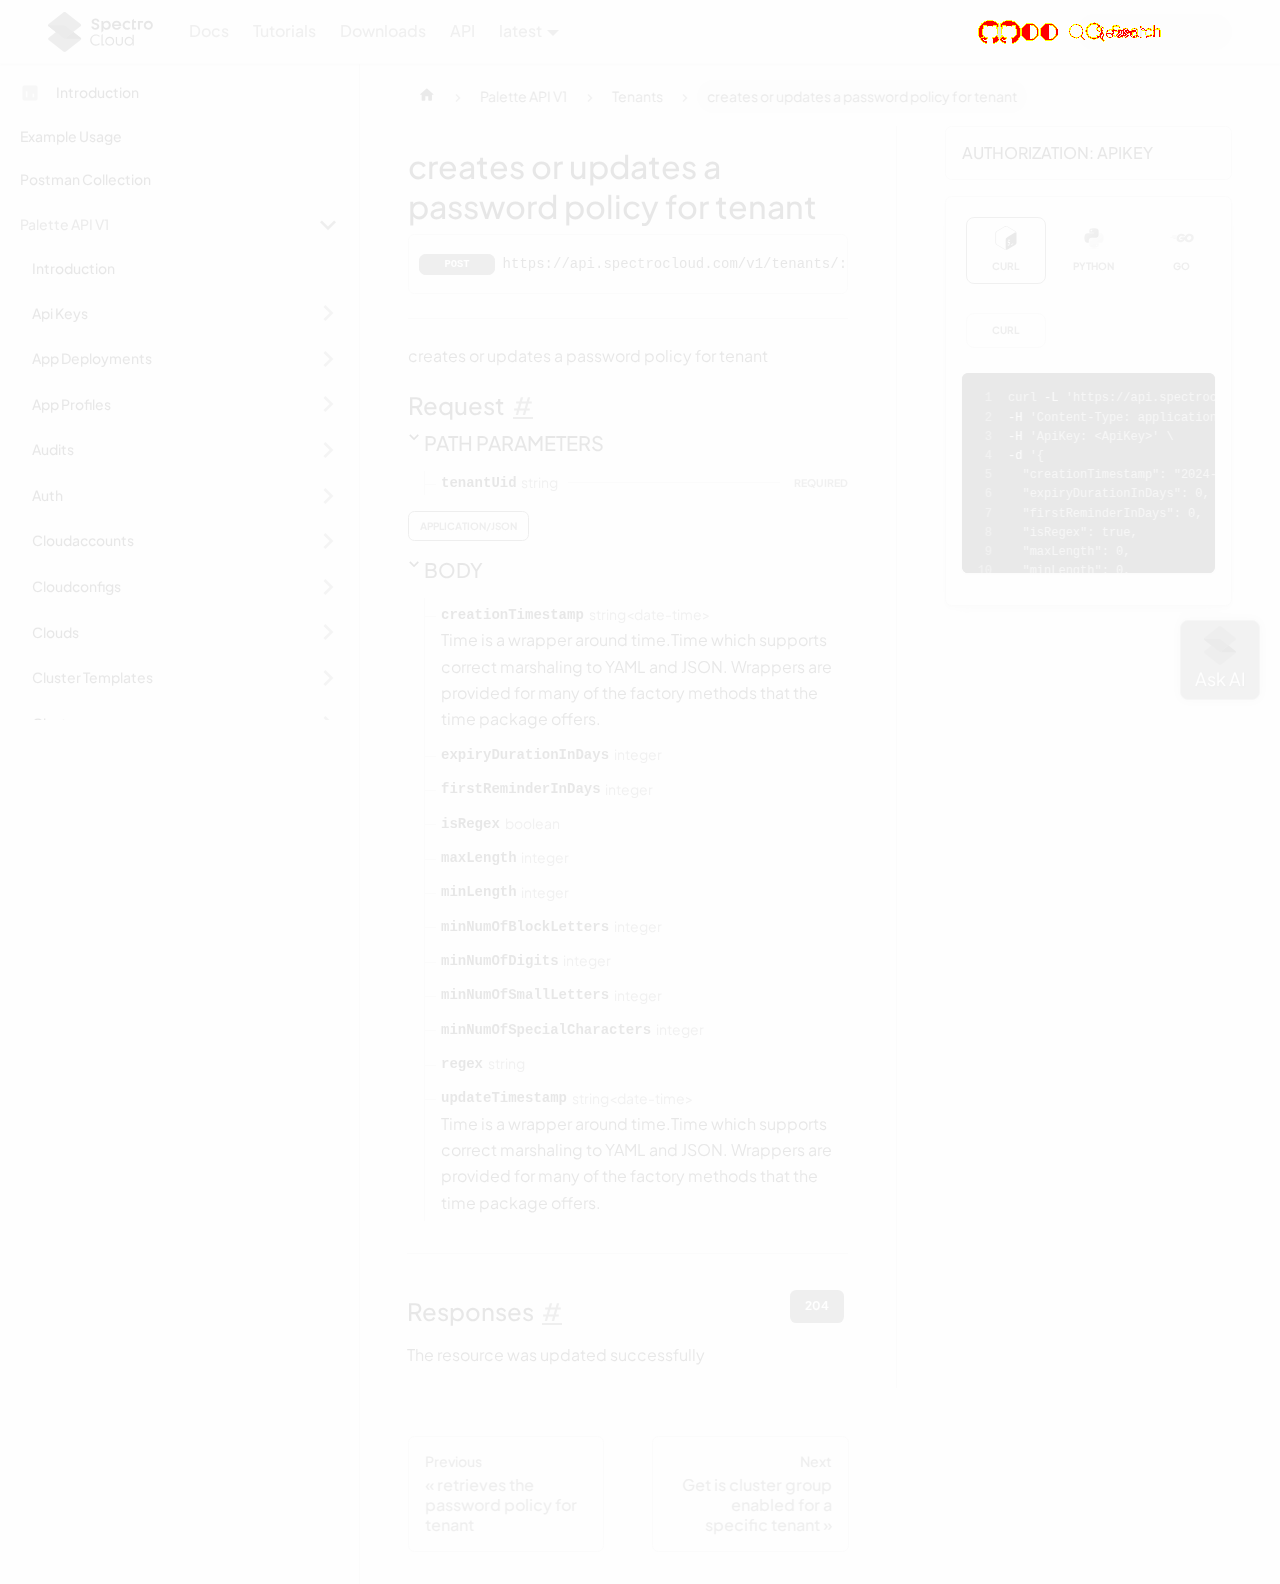 Spectro
Cloud
Docs
Tutorials
Downloads
API
latest
Introduction
Example Usage
Postman Collection
Palette API V1
Introduction
Api Keys
App Deployments
App Profiles
Audits
Auth
Cloudaccounts
Cloudconfigs
Clouds
Cluster Templates
Palette API V1
Tenants
creates or updates a password policy for tenant
creates or updates a
password policy for tenant
POST
https://api.spectrocloud.com/v1/tenants/:
creates or updates a password policy for tenant
Request #
PATH PARAMETERS
tenantUid string
REQUIRED
APPLICATION/JSON
BODY
creationTimestamp string<date-time>
Time is a wrapper around time.Time which supports
correct marshaling to YAML and JSON. Wrappers are
provided for many of the factory methods that the
time package offers.
expiryDurationInDays integer
firstReminderInDays integer
isRegex boolean
maxLength integer
minLength integer
minNumOfBlockLetters integer
minNumOfDigits integer
minNumOfSmallLetters integer
minNumOfSpecialCharacters integer
regex string
updateTimestamp string<date-time>
Time is a wrapper around time.Time which supports
correct marshaling to YAML and JSON. Wrappers are
provided for many of the factory methods that the
time package offers.
Responses #
204
The resource was updated successfully
Previous
« retrieves the
password policy for
tenant
Next
Get is cluster group
enabled for a
specific tenant »
AUTHORIZATION: APIKEY
CURL
PYTHON
GO
CURL
1 curl -L 'https://api.spectroc
2 -H 'Content-Type: application
3 -H 'ApiKey: <ApiKey>' \
4 -d '{
5 "creationTimestamp": "2024-
6 "expiryDurationInDays": 0,
7 "firstReminderInDays": 0,
8 "isRegex": true,
9 "maxLength": 0,
10 "minLength": 0
Ask AI